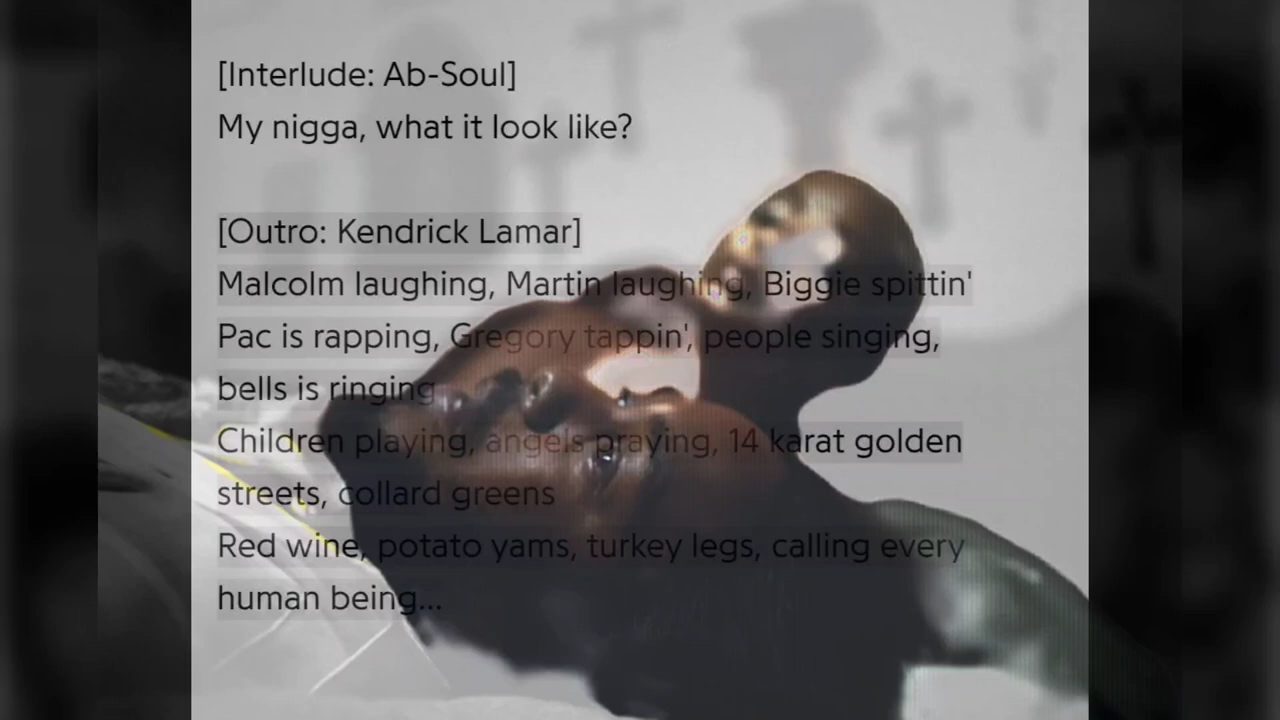 [Interlude: Ab-Soul]
My nigga, what it look like?
[Outro: Kendrick Lamar]
Malcolm laughing, Martin laughing, Biggie spittin'
Pac is rapping, Gregory tappin', people singing,
bells is ringing
Children playing, angels praying, 14 karat golden
streets, collard greens
Red wine, potato yams, turkey legs, calling every
human being...